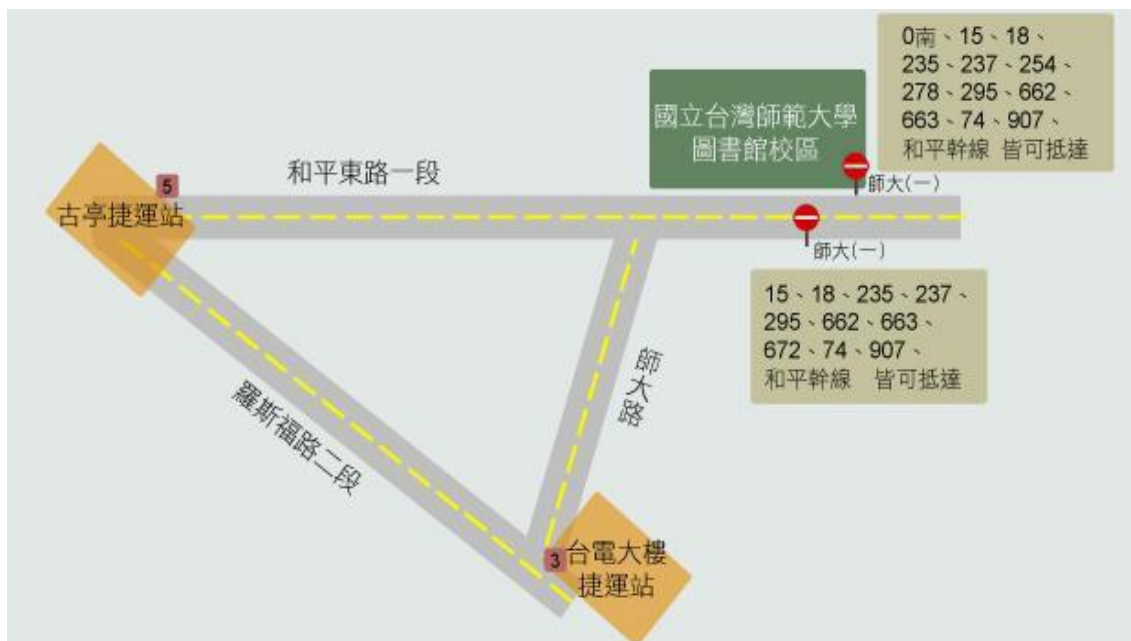 0南、15、18、
235、237、254、
278、295、662、
663、74、907、
和平幹線 皆可抵達
國立台灣師範大學
圖書館校區
和平東路一段
5
師大(一)
古亭捷運站
師大(一)
15、18、235、237、
295、662、663、
672、74、907、
和平幹線 皆可抵達
師大路
羅斯福路二段
3
台電大樓
捷運站